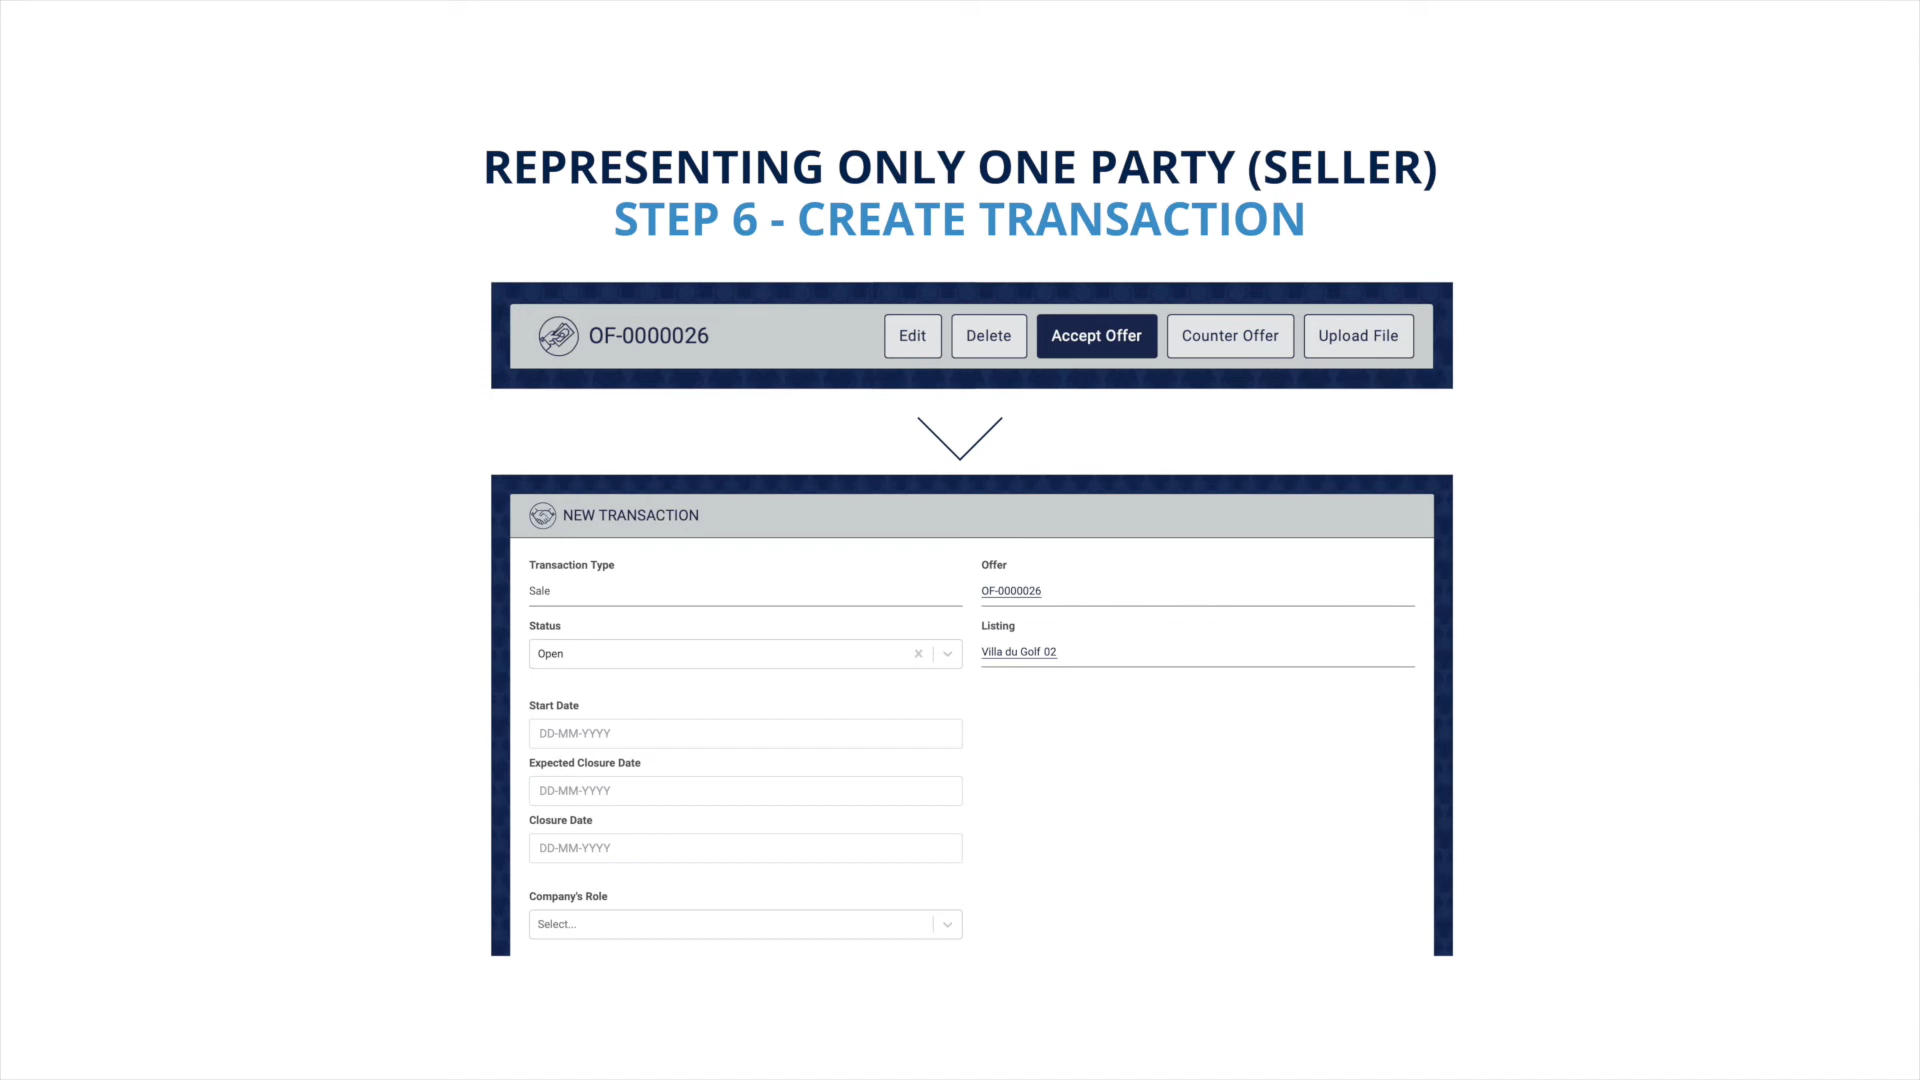 REPRESENTING ONLY ONE PARTY (SELLER)
STEP 6 - CREATE TRANSACTION
OF-0000026
Edit
Delete
Accept Offer
Counter Offer
Upload File
NEW TRANSACTION
Transaction Type
Sale
Offer
OF-0000026
Status
Open
Listing
Villa du Golf 02
Start Date
DD-MM-YYYY
Expected Closure Date
DD-MM-YYYY
Closure Date
DD-MM-YYYY
Company's Role
Select...